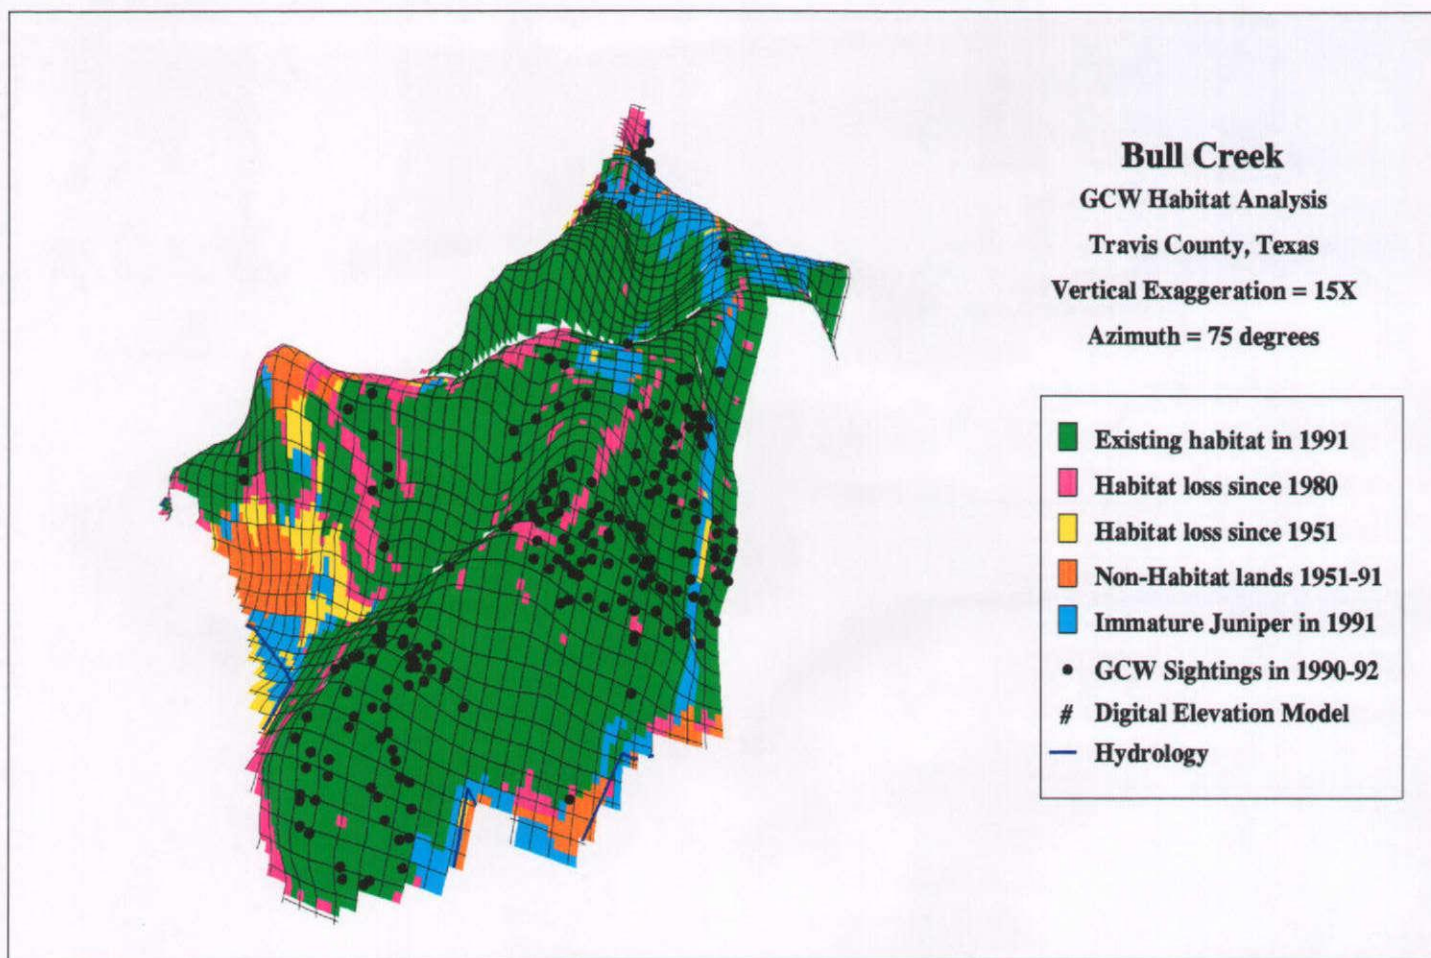 Bull Creek
GCW Habitat Analysis
Travis County, Texas
Vertical Exaggeration = 15X
Azimuth = 75 degrees
Existing habitat in 1991
Habitat loss since 1980
Habitat loss since 1951
Non-Habitat lands 1951-91
Immature Juniper in 1991
GCW Sightings in 1990-92
# Digital Elevation Model
Hydrology